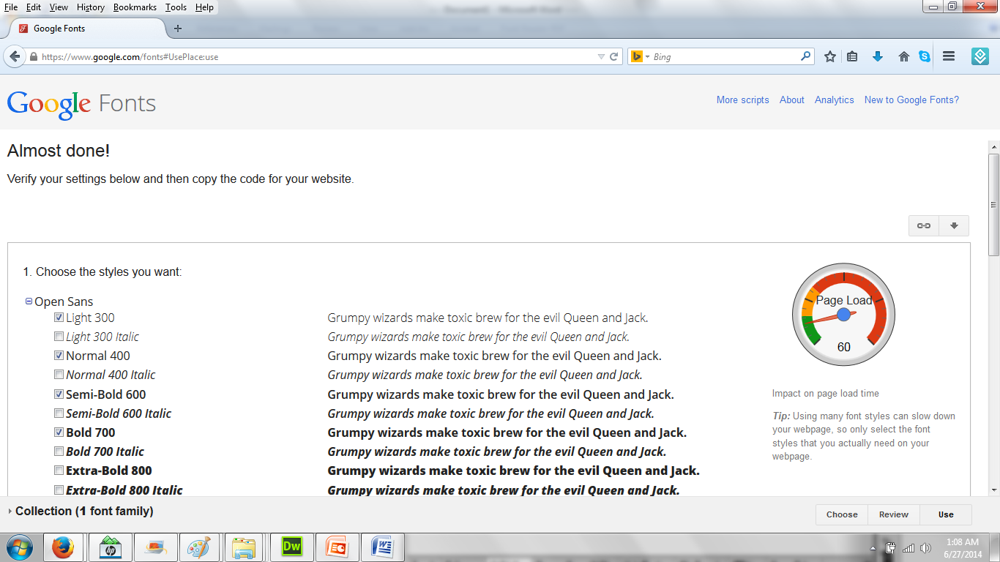 File Edit View History Bookmarks Tools Help
Google Fonts
https://www.google.com/fonts#UsePlace:use
Bing
Google Fonts
More scripts About Analytics New to Google Fonts?
Almost done!
Verify your settings below and then copy the code for your website.
1. Choose the styles you want:
Open Sans
Light 300 Grumpy wizards make toxic brew for the evil Queen and Jack.
Light 300 Italic Grumpy wizards make toxic brew for the evil Queen and Jack.
Normal 400 Grumpy wizards make toxic brew for the evil Queen and Jack.
Normal 400 Italic Grumpy wizards make toxic brew for the evil Queen and Jack.
Semi-Bold 600 Grumpy wizards make toxic brew for the evil Queen and Jack.
Semi-Bold 600 Italic Grumpy wizards make toxic brew for the evil Queen and Jack.
Bold 700 Grumpy wizards make toxic brew for the evil Queen and Jack.
Bold 700 Italic Grumpy wizards make toxic brew for the evil Queen and Jack.
Extra-Bold 800 Grumpy wizards make toxic brew for the evil Queen and Jack.
Extra-Bold 800 Italic Grumpy wizards make toxic brew for the evil Queen and Jack.
Page Load
60
Impact on page load time
Tip: Using many font styles can slow down
your webpage, so only select the font
styles that you actually need on your
webpage.
Collection (1 font family)
Choose Review Use
hp
Dw
P
W
1:08 AM
6/27/2014